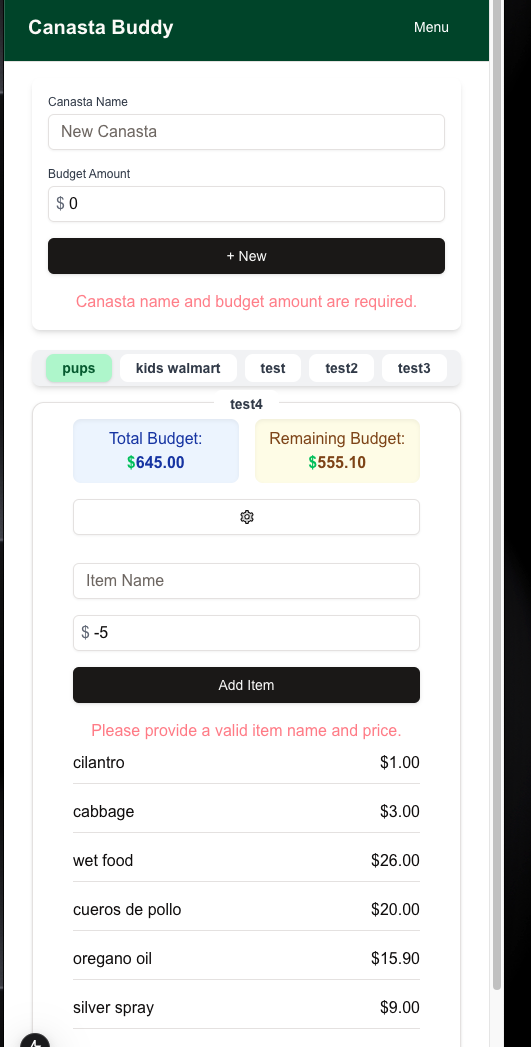 Canasta Buddy
Menu
Canasta Name
New Canasta
Budget Amount
$ 0
+ New
Canasta name and budget amount are required.
pups kids walmart test test2 test3
test4
Total Budget:
$645.00
Remaining Budget:
$555.10
Item Name
$ -5
Add Item
Please provide a valid item name and price.
cilantro $1.00
cabbage $3.00
wet food $26.00
cueros de pollo $20.00
oregano oil $15.90
silver spray $9.00